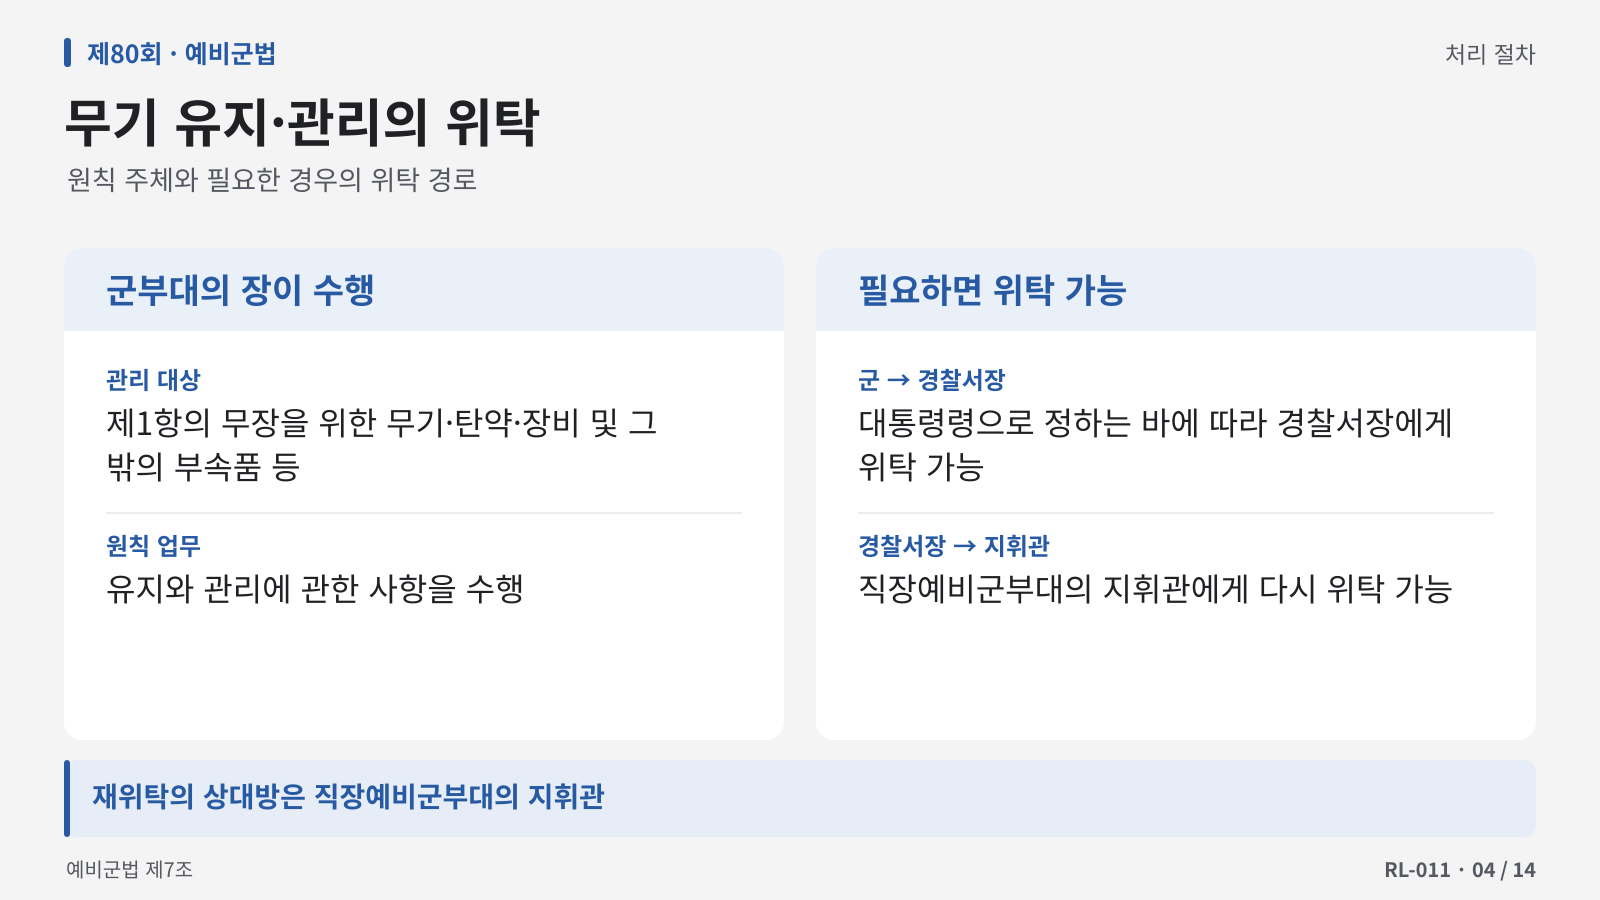 제80회 · 예비군법
처리 절차
무기 유지·관리의 위탁
원칙 주체와 필요한 경우의 위탁 경로
군부대의 장이 수행
관리 대상
제1항의 무장을 위한 무기·탄약·장비 및 그
밖의 부속품 등
원칙 업무
유지와 관리에 관한 사항을 수행
필요하면 위탁 가능
군 → 경찰서장
대통령령으로 정하는 바에 따라 경찰서장에게
위탁 가능
경찰서장 → 지휘관
직장예비군부대의 지휘관에게 다시 위탁 가능
재위탁의 상대방은 직장예비군부대의 지휘관
예비군법 제7조
RL-011 · 04 / 14